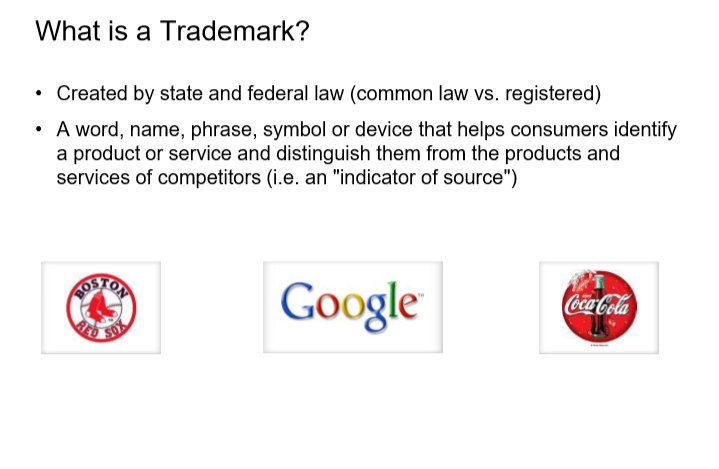 What is a Trademark?
• Created by state and federal law (common law vs. registered)
• A word, name, phrase, symbol or device that helps consumers identify
a product or service and distinguish them from the products and
services of competitors (i.e. an "indicator of source")
BOSTON
RED SOX
Google™
Coca-Cola